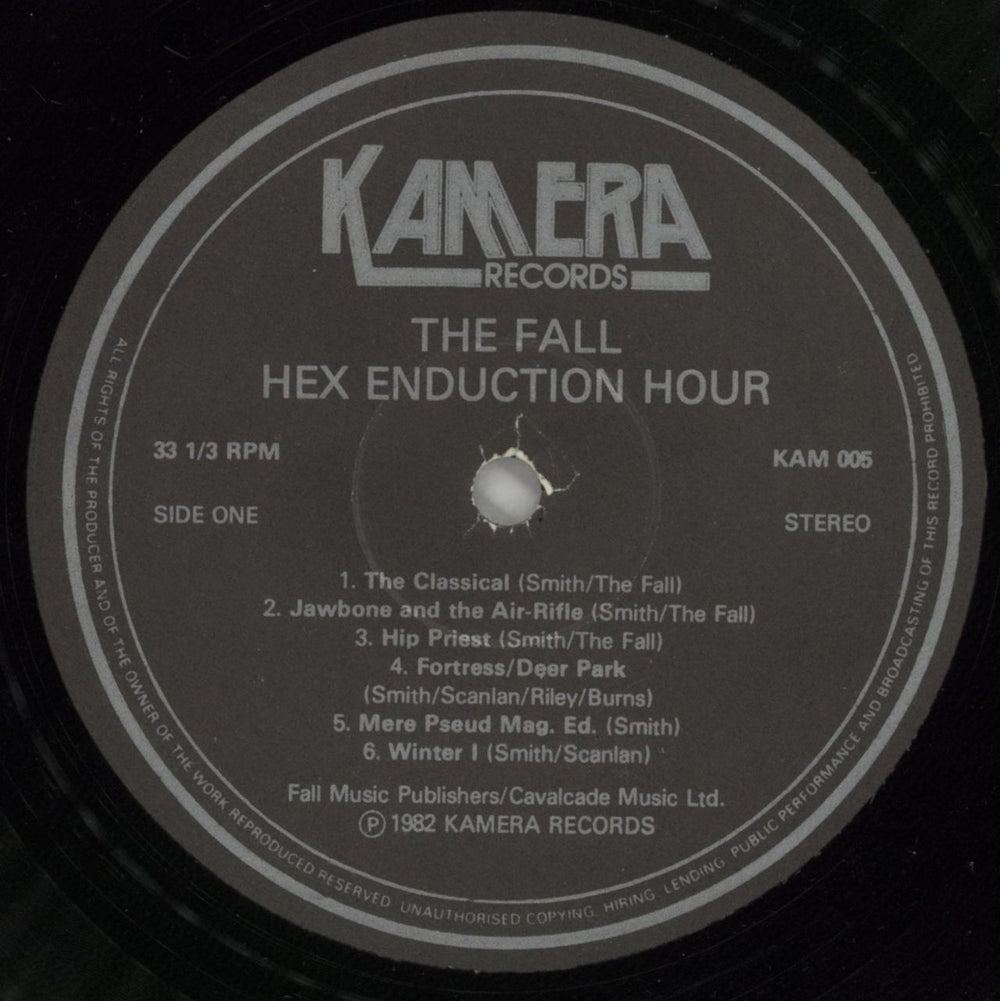 KAMERA
RECORDS
THE FALL
HEX ENDUCTION HOUR
33 1/3 RPM
KAM 005
SIDE ONE
STEREO
1. The Classical (Smith/The Fall)
2. Jawbone and the Air-Rifle (Smith/The Fall)
3. Hip Priest (Smith/The Fall)
4. Fortress/Deer Park
(Smith/Scanlan/Riley/Burns)
5. Mere Pseud Mag. Ed. (Smith)
6. Winter I (Smith/Scanlan)
Fall Music Publishers/Cavalcade Music Ltd.
Ⓟ 1982 KAMERA RECORDS
ALL RIGHTS OF THE PRODUCER AND OF THE OWNER OF THE WORK REPRODUCED RESERVED UNAUTHORISED COPYING HIRING LENDING PUBLIC PERFORMANCE AND BROADCASTING OF THIS RECORD PROHIBITED